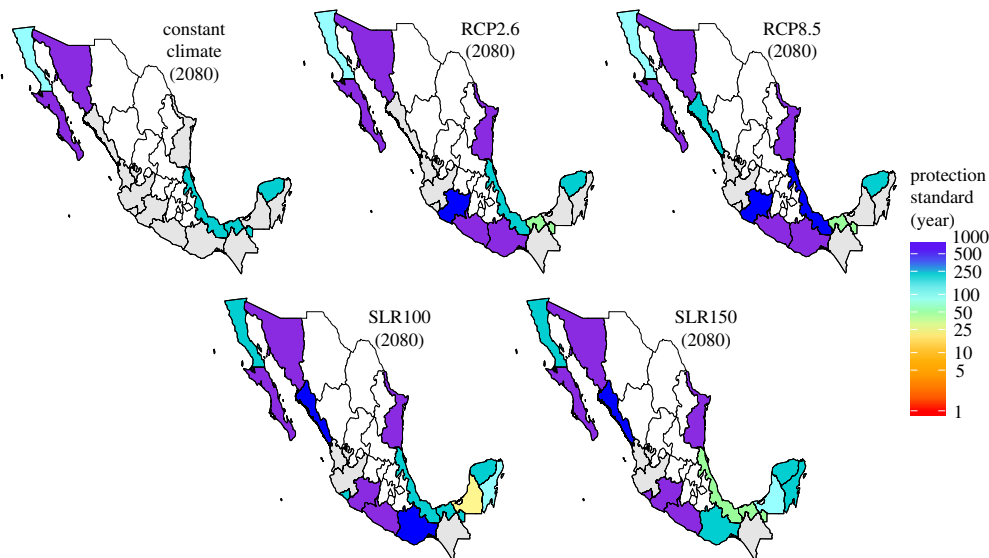 constant
climate
(2080)
RCP2.6
(2080)
RCP8.5
(2080)
protection
standard
(year)
1000
500
250
100
50
25
10
5
1
SLR100
(2080)
SLR150
(2080)